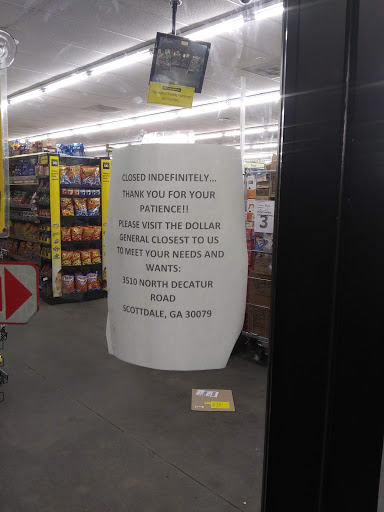 CLOSED INDEFINITELY...
THANK YOU FOR YOUR
PATIENCE!!
PLEASE VISIT THE DOLLAR
GENERAL CLOSEST TO US
TO MEET YOUR NEEDS AND
WANTS:
3510 NORTH DECATUR
ROAD
SCOTTDALE, GA 30079
3